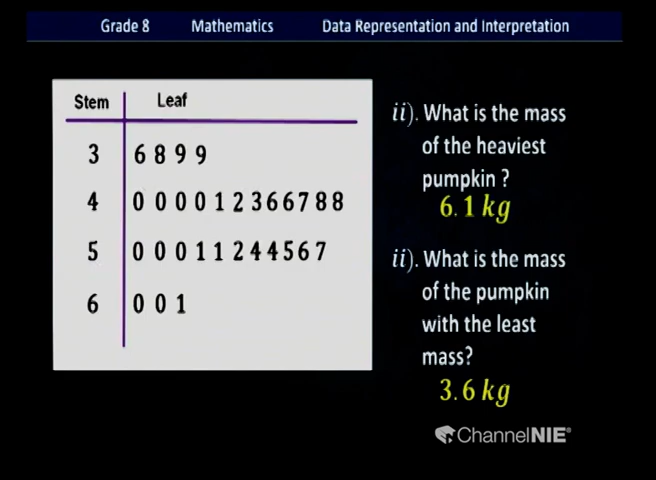 Grade 8 Mathematics Data Representation and Interpretation
Stem Leaf
3 6 8 9 9
4 0 0 0 0 1 2 3 6 6 7 8 8
5 0 0 0 1 1 2 4 4 5 6 7
6 0 0 1
ii). What is the mass
of the heaviest
pumpkin ?
6.1 kg
ii). What is the mass
of the pumpkin
with the least
mass?
3.6 kg
ChannelNIE